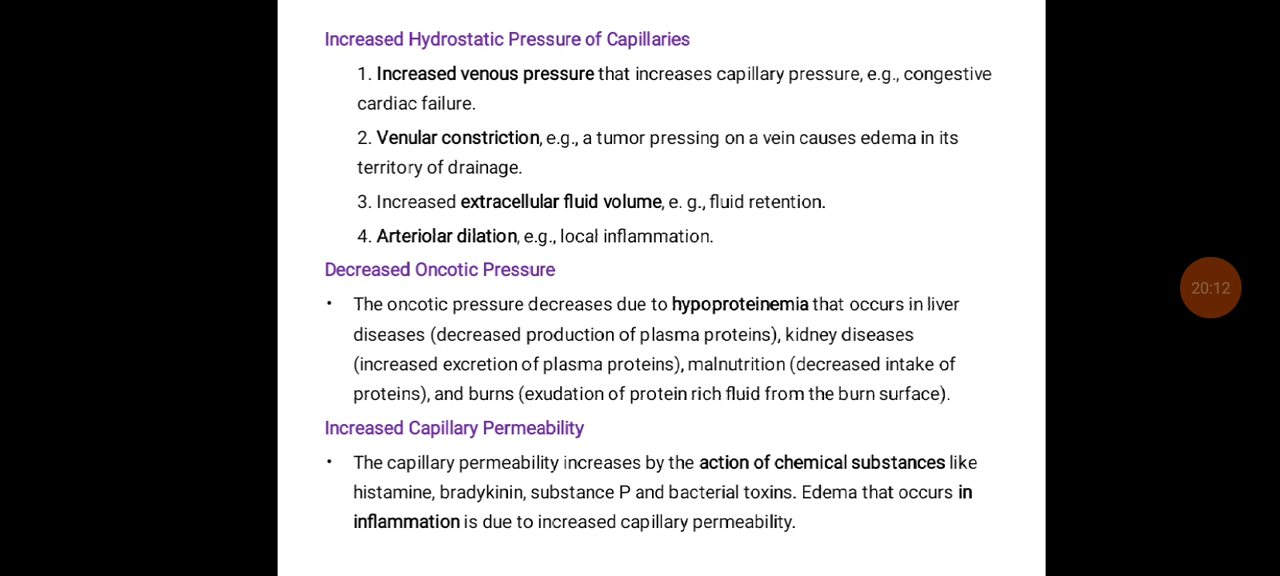 Increased Hydrostatic Pressure of Capillaries
1. Increased venous pressure that increases capillary pressure, e.g., congestive
cardiac failure.
2. Venular constriction, e.g., a tumor pressing on a vein causes edema in its
territory of drainage.
3. Increased extracellular fluid volume, e. g., fluid retention.
4. Arteriolar dilation, e.g., local inflammation.
Decreased Oncotic Pressure
• The oncotic pressure decreases due to hypoproteinemia that occurs in liver
diseases (decreased production of plasma proteins), kidney diseases
(increased excretion of plasma proteins), malnutrition (decreased intake of
proteins), and burns (exudation of protein rich fluid from the burn surface).
Increased Capillary Permeability
• The capillary permeability increases by the action of chemical substances like
histamine, bradykinin, substance P and bacterial toxins. Edema that occurs in
inflammation is due to increased capillary permeability.
20:12